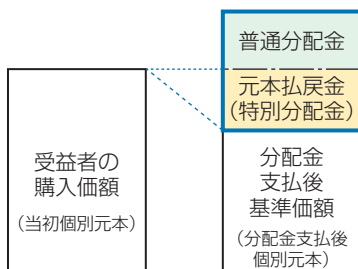 普通分配金
元本払戻金
(特別分配金)
受益者の
購入価額
(当初個別元本)
分配金
支払後
基準価額
(分配金支払後
個別元本)